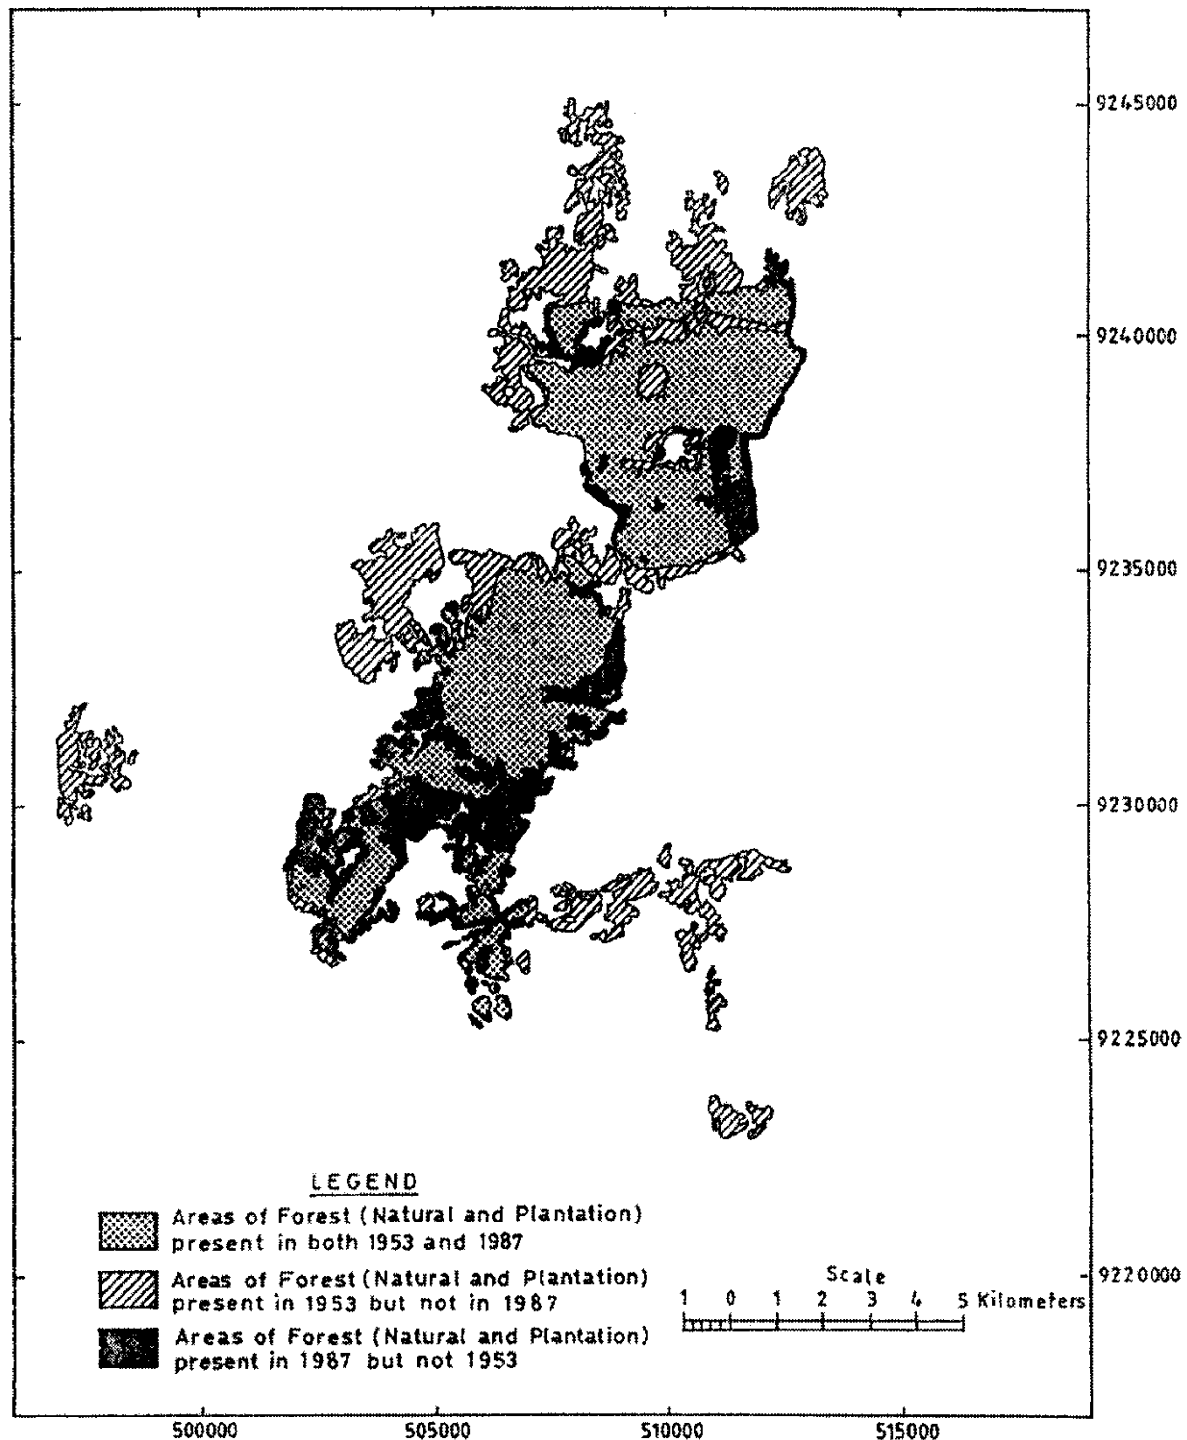 9245000
9240000
9235000
9230000
9225000
LEGEND
Areas of Forest (Natural and Plantation)
present in both 1953 and 1987
Areas of Forest (Natural and Plantation)
present in 1953 but not in 1987
Areas of Forest (Natural and Plantation)
present in 1987 but not 1953
9220000
Scale
1 0 1 2 3 4 5 Kilometers
500000 505000 510000 515000